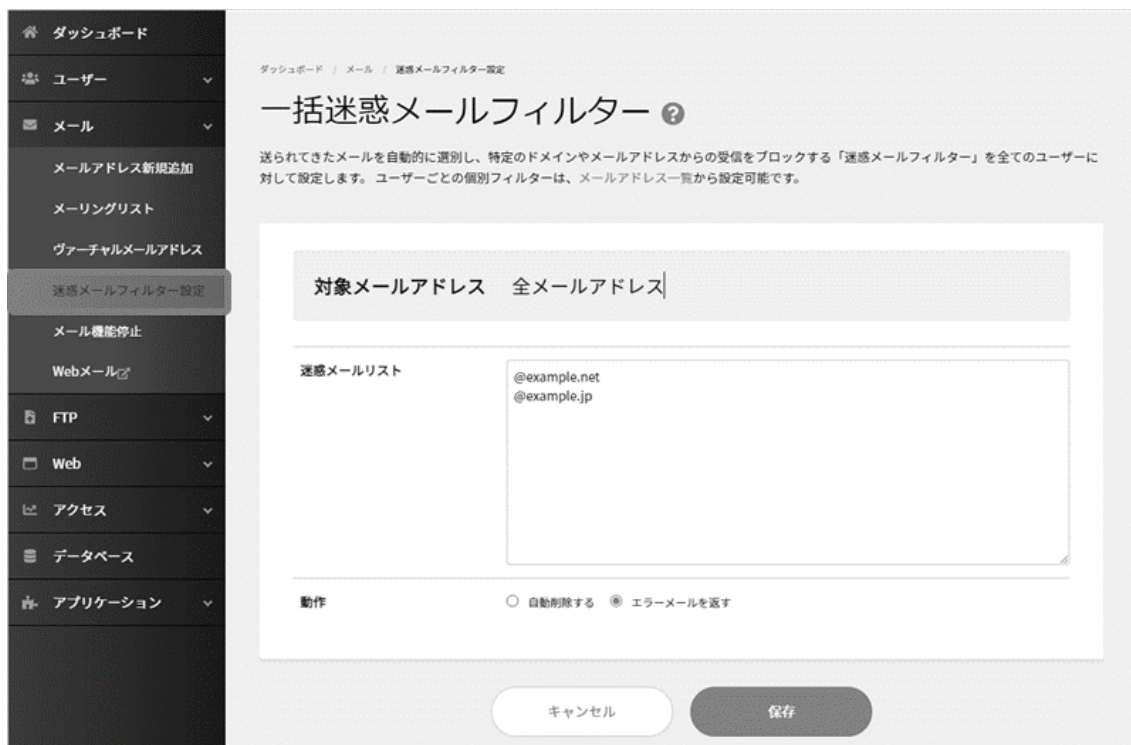 ダッシュボード
ユーザー
メール
メールアドレス新規追加
メーリングリスト
ヴァーチャルメールアドレス
迷惑メールフィルター設定
メール機能停止
Webメール
FTP
Web
アクセス
データベース
アプリケーション
ダッシュボード / メール / 迷惑メールフィルター設定
一括迷惑メールフィルター ?
送られてきたメールを自動的に選別し、特定のドメインやメールアドレスからの受信をブロックする「迷惑メールフィルター」を全てのユーザーに
対して設定します。 ユーザーごとの個別フィルターは、メールアドレス一覧から設定可能です。
対象メールアドレス 全メールアドレス
迷惑メールリスト
@example.net
@example.jp
動作 自動削除する エラーメールを返す
キャンセル 保存